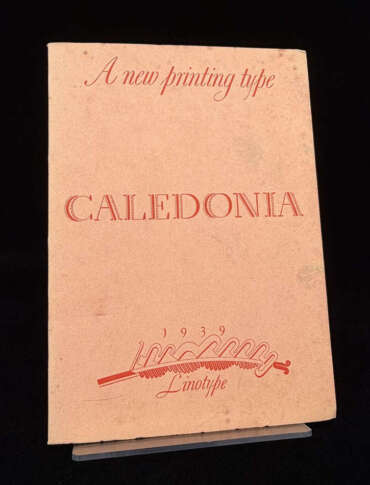 A new printing type
CALEDONIA
1939
Linotype